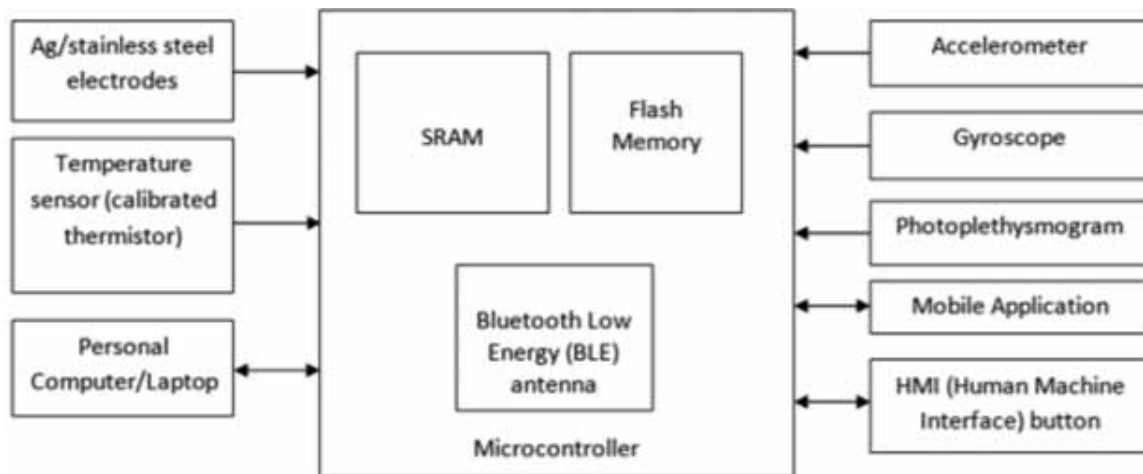 Ag/stainless steel
electrodes
Temperature
sensor (calibrated
thermistor)
Personal
Computer/Laptop
SRAM
Flash
Memory
Bluetooth Low
Energy (BLE)
antenna
Microcontroller
Accelerometer
Gyroscope
Photoplethysmogram
Mobile Application
HMI (Human Machine
Interface) button